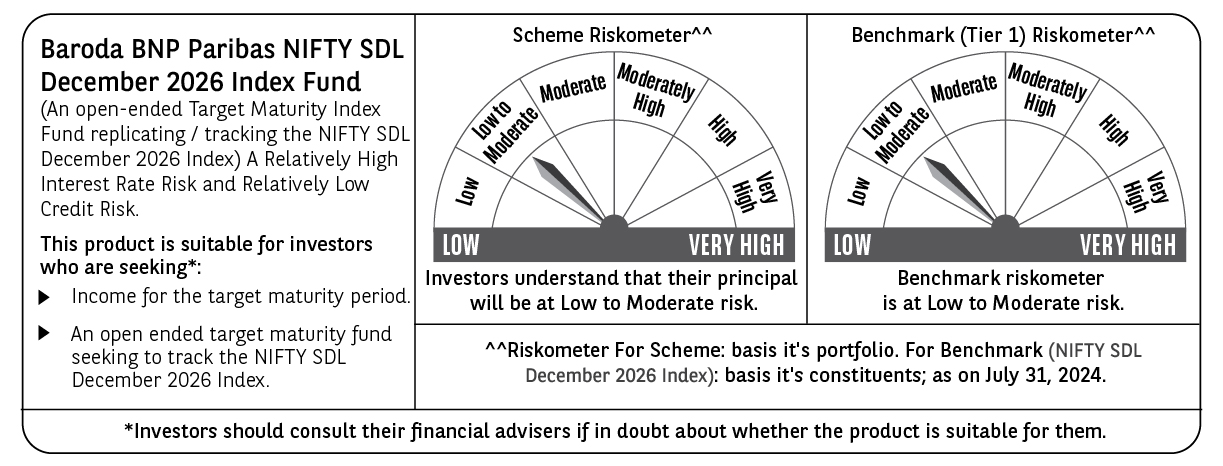 Baroda BNP Paribas NIFTY SDL
December 2026 Index Fund
(An open-ended Target Maturity Index
Fund replicating / tracking the NIFTY SDL
December 2026 Index) A Relatively High
Interest Rate Risk and Relatively Low
Credit Risk.
This product is suitable for investors
who are seeking*:
Income for the target maturity period.
An open ended target maturity fund
seeking to track the NIFTY SDL
December 2026 Index.
Scheme Riskometer^^
Low
Low to
Moderate
Moderate
Moderately
High
High
Very
High
LOW
VERY HIGH
Investors understand that their principal
will be at Low to Moderate risk.
Benchmark (Tier 1) Riskometer^^
Low
Low to
Moderate
Moderate
Moderately
High
High
Very
High
LOW
VERY HIGH
Benchmark riskometer
is at Low to Moderate risk.
^^Riskometer For Scheme: basis it's portfolio. For Benchmark (NIFTY SDL
December 2026 Index): basis it's constituents; as on July 31, 2024.
*Investors should consult their financial advisers if in doubt about whether the product is suitable for them.